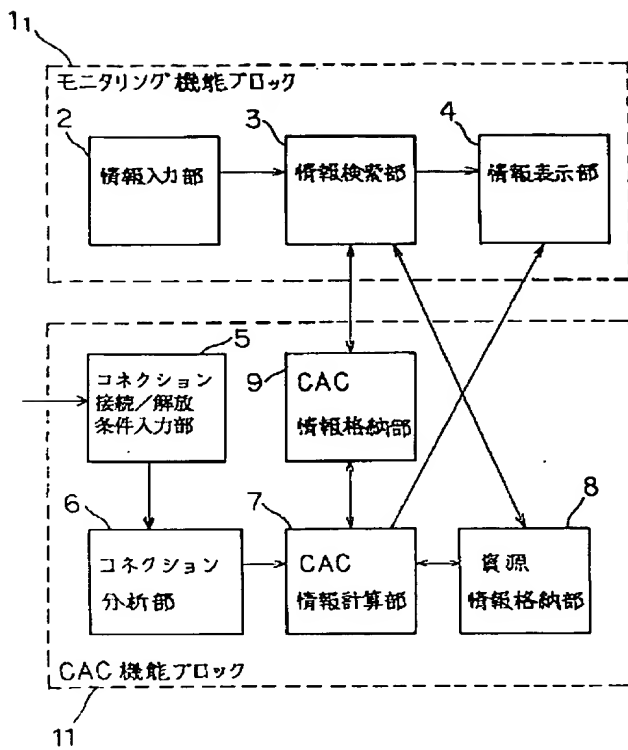 1₁
モニタリング機能ブロック
2
情報入力部
3
情報検索部
4
情報表示部
5
コネクション
接続/解放
条件入力部
9
CAC
情報格納部
6
コネクション
分析部
7
CAC
情報計算部
8
資源
情報格納部
CAC機能ブロック
11